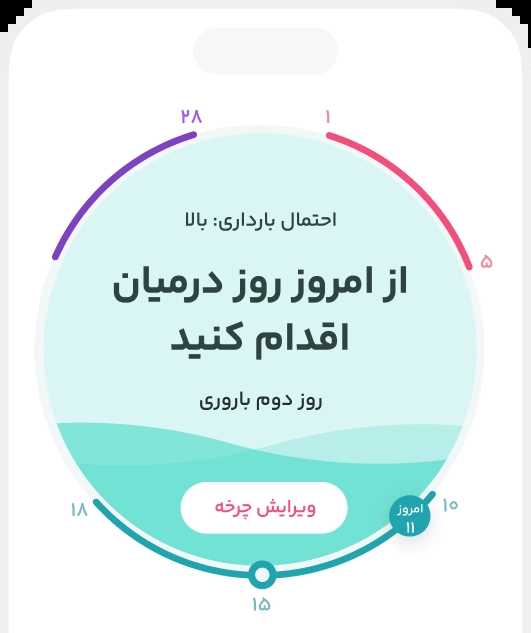 ۲۸
۱
احتمال بارداری: بالا
۵
از امروز روز درمیان
اقدام کنید
روز دوم باروری
ویرایش چرخه
۱۰
امروز
۱۱
۱۸
۱۵